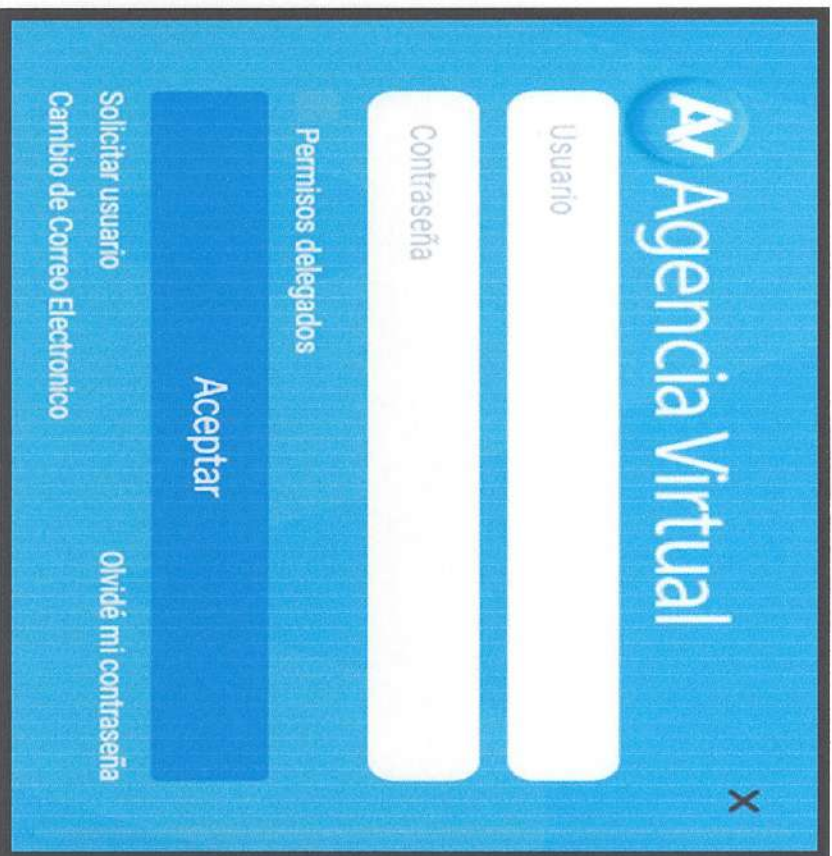 AV Agencia Virtual
X
Usuario
Contraseña
Permisos delegados
Aceptar
Solicitar usuario Olvidé mi contraseña
Cambio de Correo Electronico